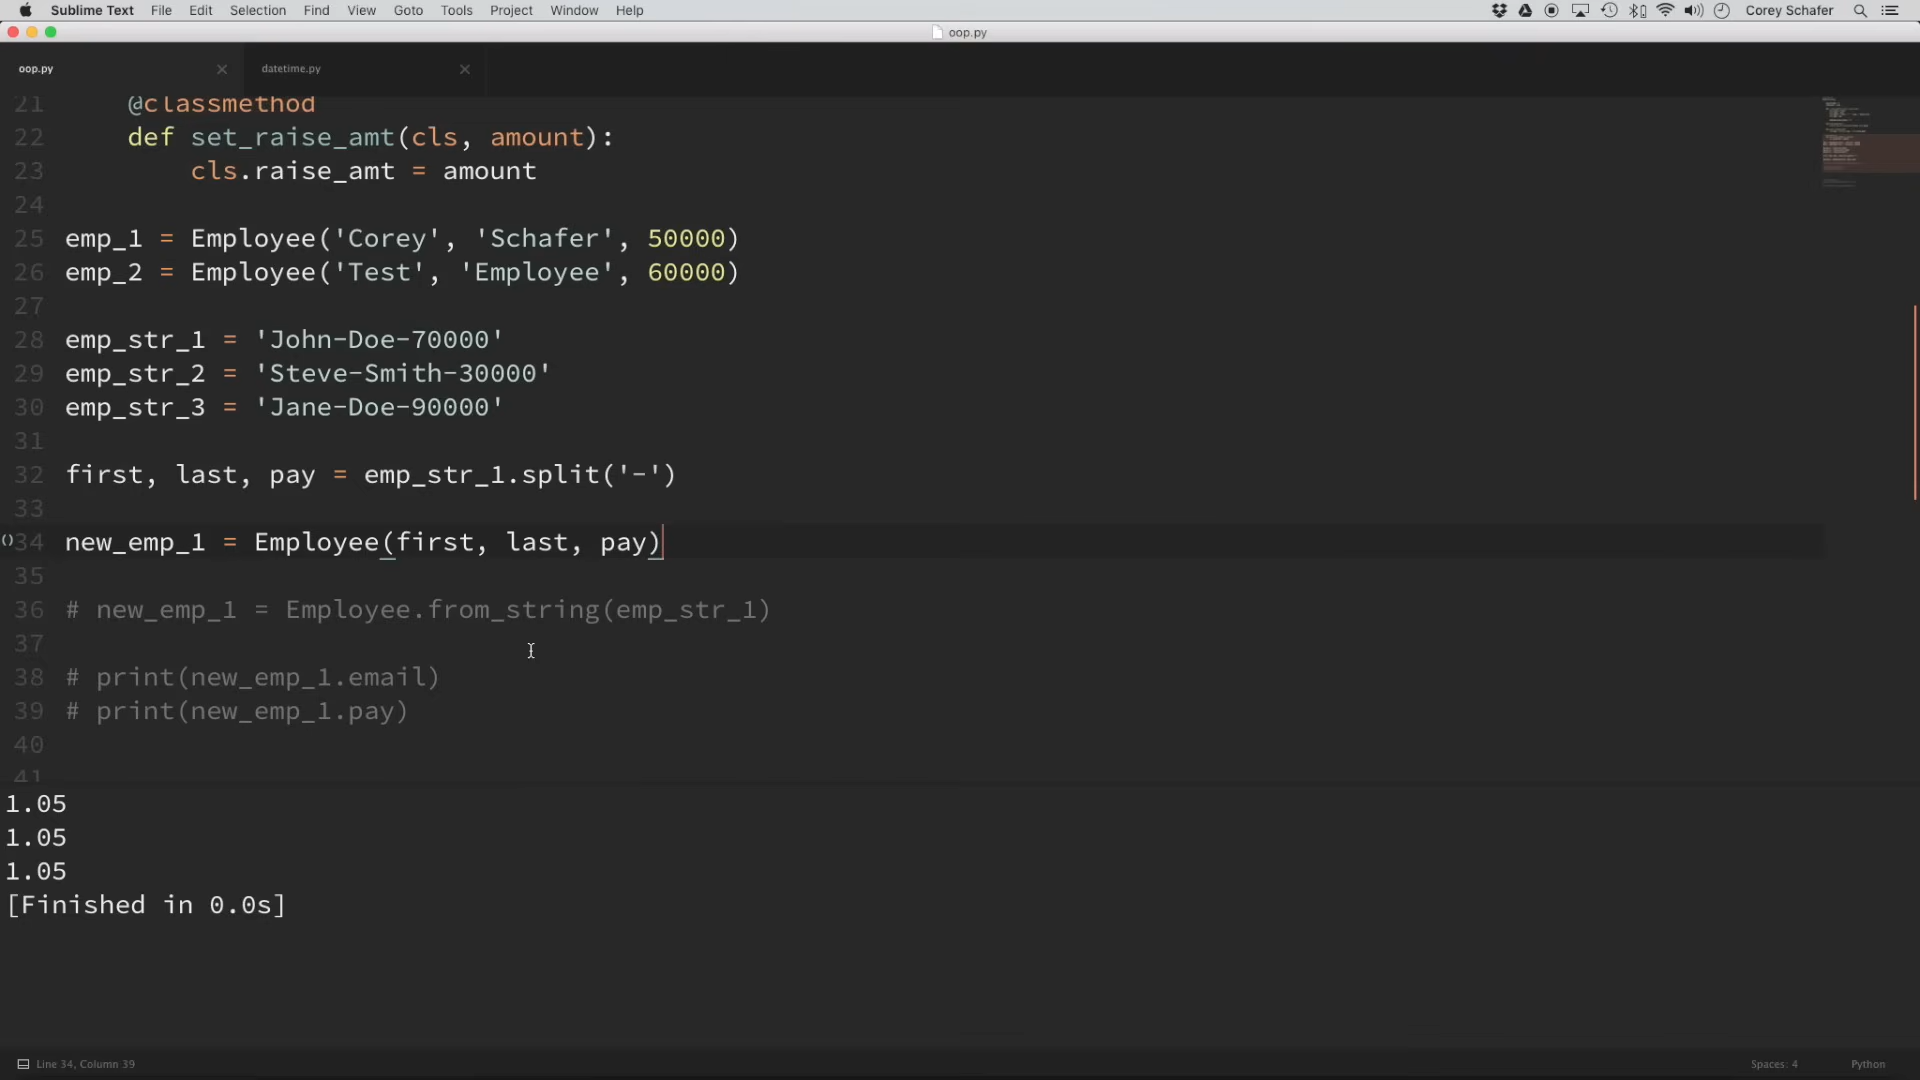 Sublime Text File Edit Selection Find View Goto Tools Project Window Help Corey Schafer
oop.py
oop.py datetime.py
21 @classmethod
22 def set_raise_amt(cls, amount):
23 cls.raise_amt = amount
24
25 emp_1 = Employee('Corey', 'Schafer', 50000)
26 emp_2 = Employee('Test', 'Employee', 60000)
27
28 emp_str_1 = 'John-Doe-70000'
29 emp_str_2 = 'Steve-Smith-30000'
30 emp_str_3 = 'Jane-Doe-90000'
31
32 first, last, pay = emp_str_1.split('-')
33
34 new_emp_1 = Employee(first, last, pay)
35
36 # new_emp_1 = Employee.from_string(emp_str_1)
37
38 # print(new_emp_1.email)
39 # print(new_emp_1.pay)
40
41
1.05
1.05
1.05
[Finished in 0.0s]
Line 34, Column 39 Spaces: 4 Python